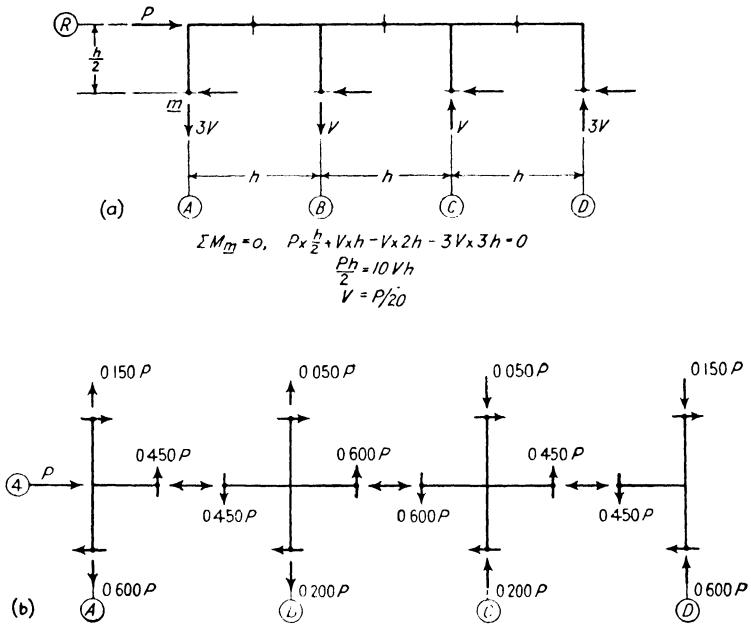 R P
h/2
m
3V V V 3V
h h h
(a) A B C D
ΣM_m = 0, P x h/2 + V x h - V x 2h - 3V x 3h = 0
Ph/2 = 10 Vh
V = P/20
0 150 P 0 050 P 0 050 P 0 150 P
0 450 P 0 600 P 0 450 P
4 P
0 450 P 0 600 P 0 450 P
0 600 P 0 200 P 0 200 P 0 600 P
(b) A C D